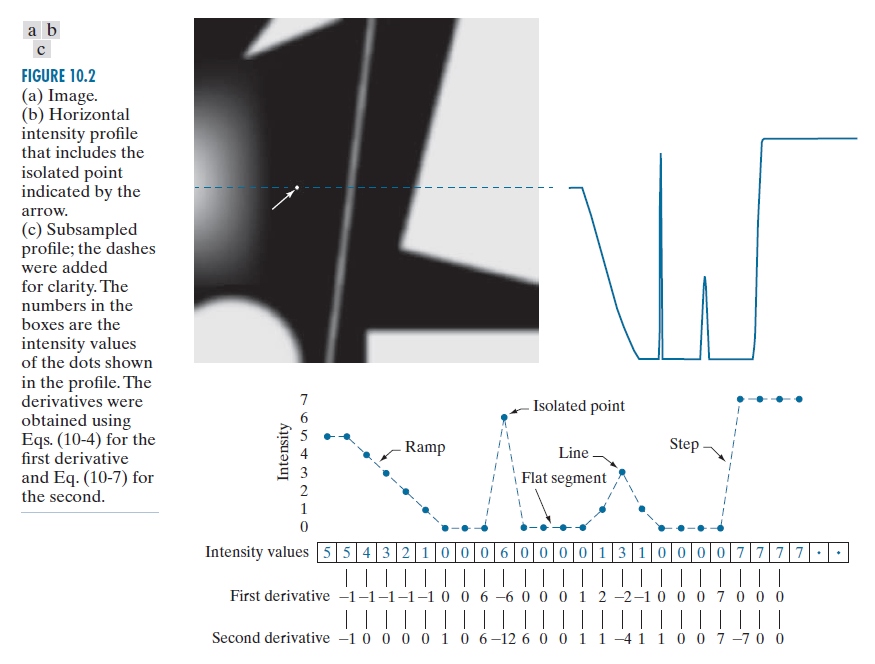 a b
c
FIGURE 10.2
(a) Image.
(b) Horizontal
intensity profile
that includes the
isolated point
indicated by the
arrow.
(c) Subsampled
profile; the dashes
were added
for clarity. The
numbers in the
boxes are the
intensity values
of the dots shown
in the profile. The
derivatives were
obtained using
Eqs. (10-4) for the
first derivative
and Eq. (10-7) for
the second.
Intensity
7
6
5
4
3
2
1
0
Ramp
Isolated point
Flat segment
Line
Step
Intensity values 5 5 4 3 2 1 0 0 0 6 0 0 0 0 1 3 1 0 0 0 0 7 7 7 7 · ·
First derivative −1 −1 −1 −1 −1 0 0 6 −6 0 0 0 1 2 −2 −1 0 0 0 7 0 0 0
Second derivative −1 0 0 0 0 1 0 6 −12 6 0 0 1 1 −4 1 1 0 0 7 −7 0 0